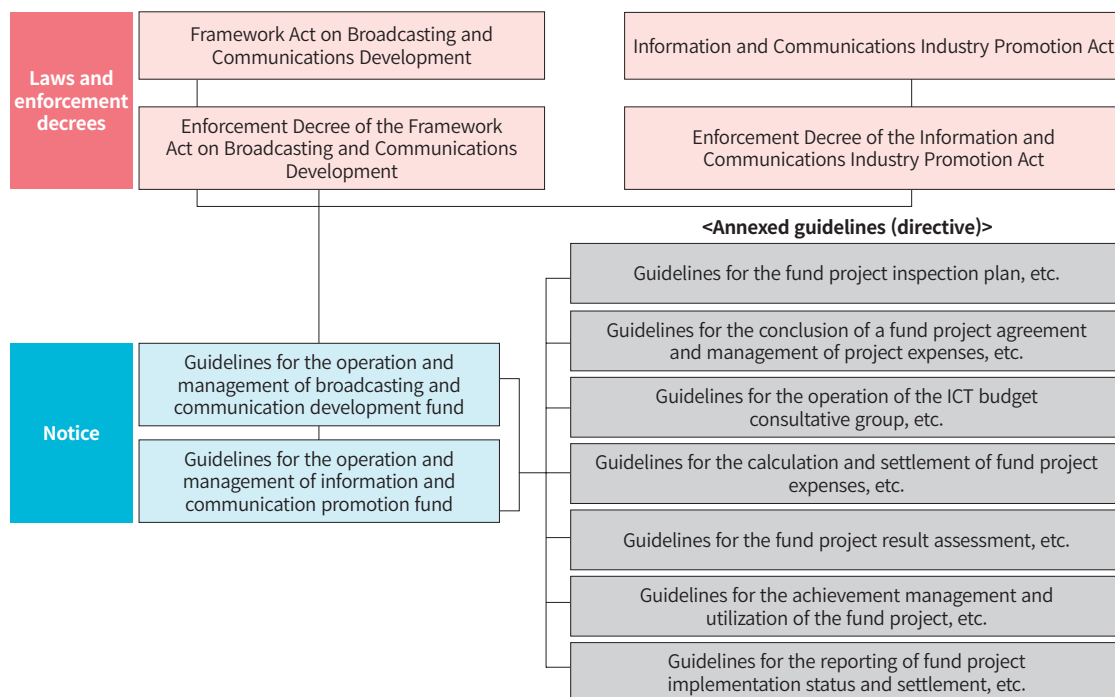 Laws and
enforcement
decrees
Framework Act on Broadcasting and
Communications Development
Information and Communications Industry Promotion Act
Enforcement Decree of the Framework
Act on Broadcasting and Communications
Development
Enforcement Decree of the Information and
Communications Industry Promotion Act
<Annexed guidelines (directive)>
Guidelines for the fund project inspection plan, etc.
Guidelines for the conclusion of a fund project agreement
and management of project expenses, etc.
Guidelines for the operation of the ICT budget
consultative group, etc.
Guidelines for the calculation and settlement of fund project
expenses, etc.
Guidelines for the fund project result assessment, etc.
Guidelines for the achievement management and
utilization of the fund project, etc.
Guidelines for the reporting of fund project
implementation status and settlement, etc.
Notice
Guidelines for the operation and
management of broadcasting and
communication development fund
Guidelines for the operation and
management of information and
communication promotion fund